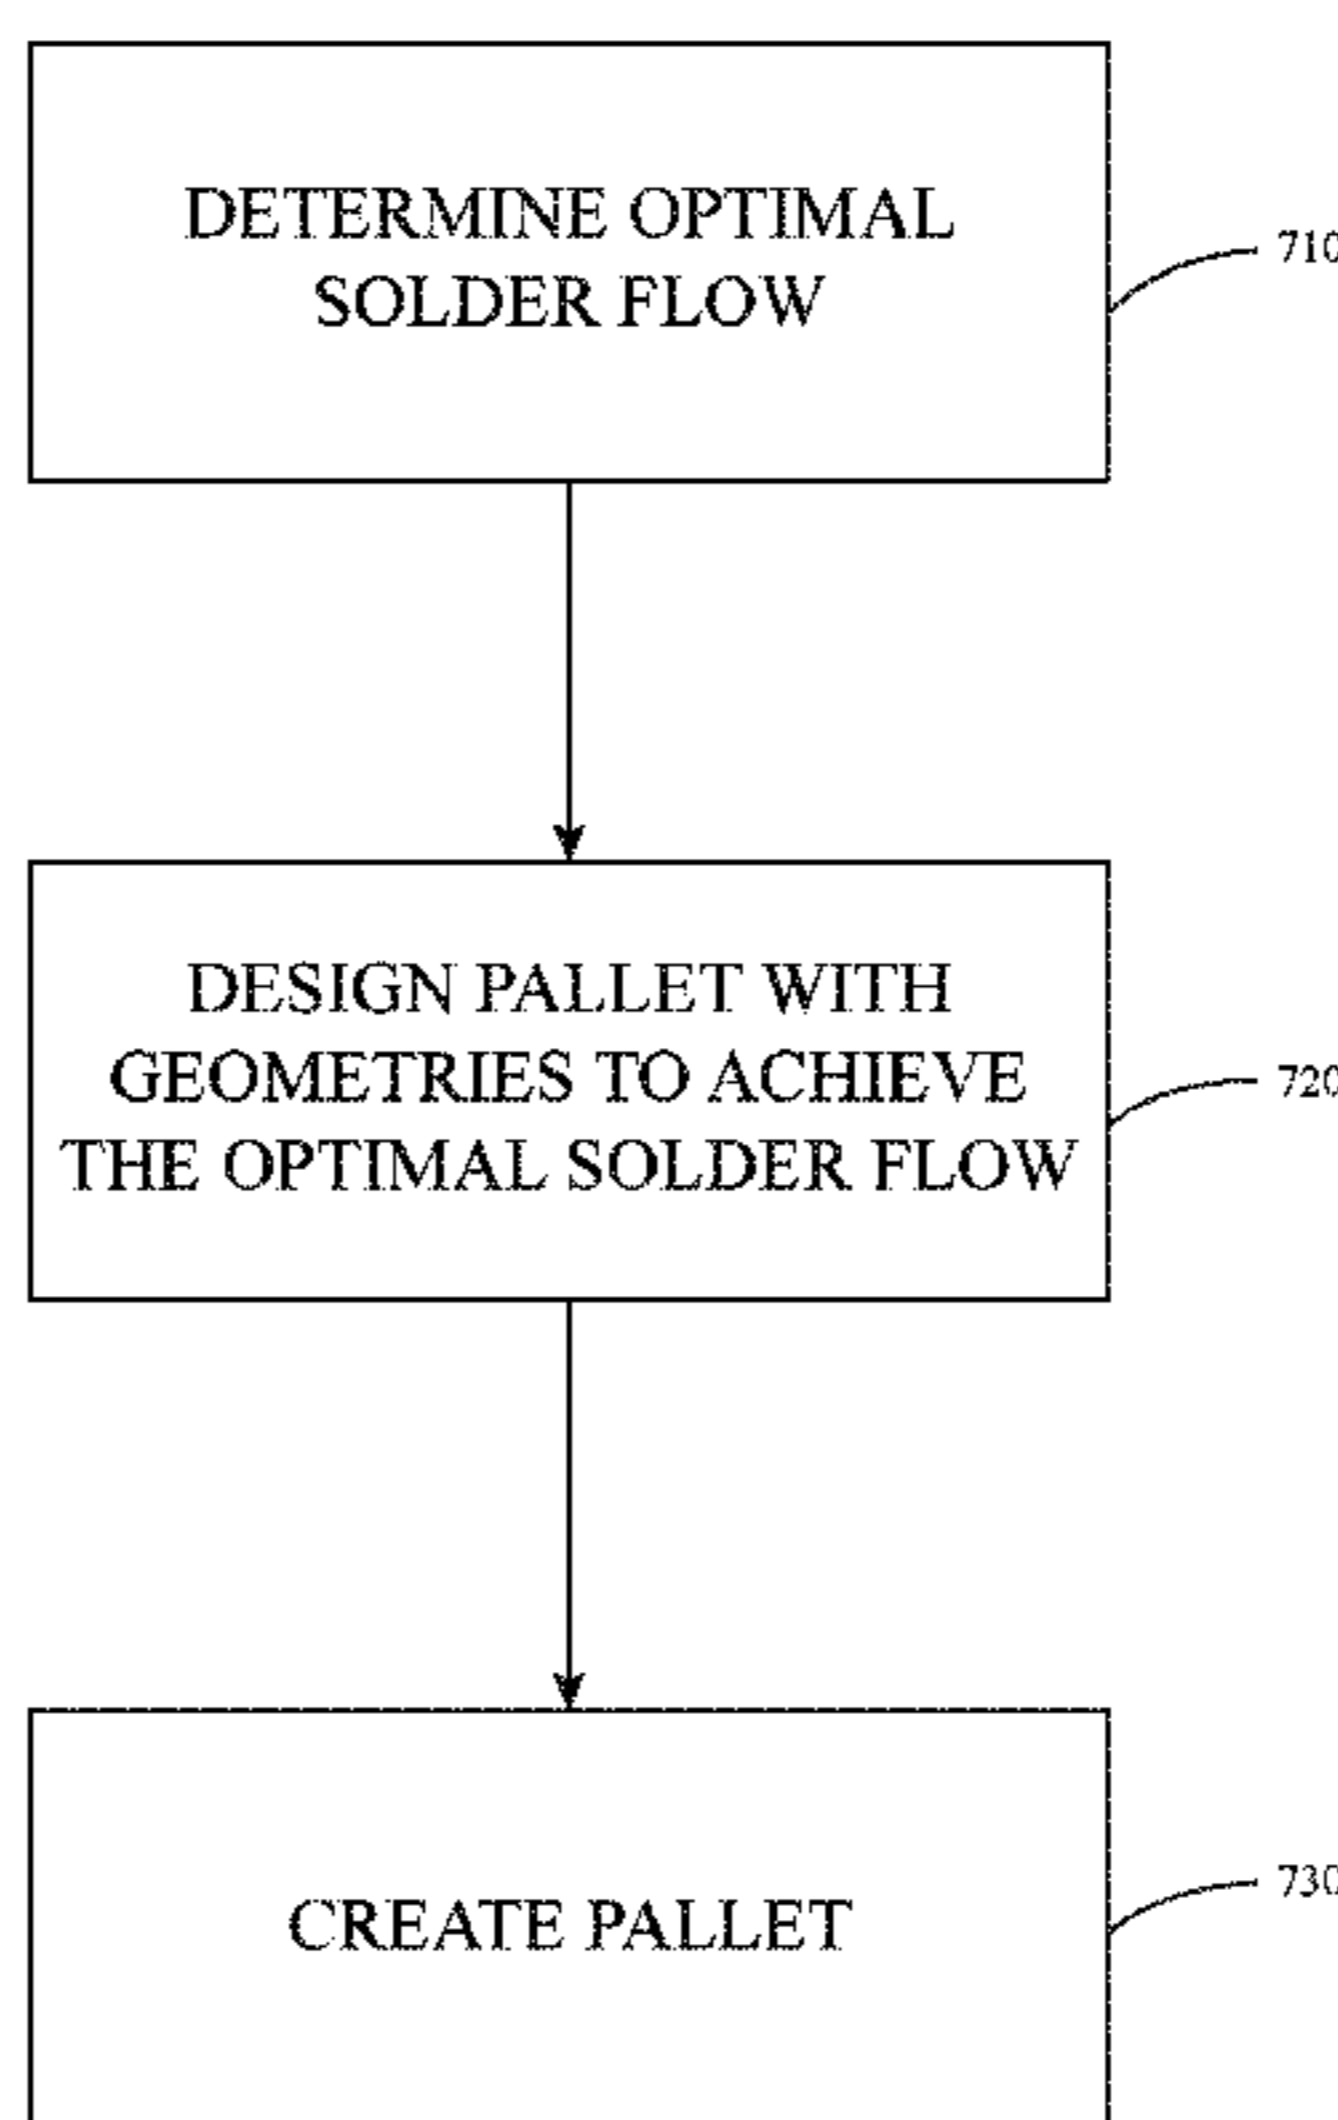 DETERMINE OPTIMAL
SOLDER FLOW
710
DESIGN PALLET WITH
GEOMETRIES TO ACHIEVE
THE OPTIMAL SOLDER FLOW
720
CREATE PALLET
730